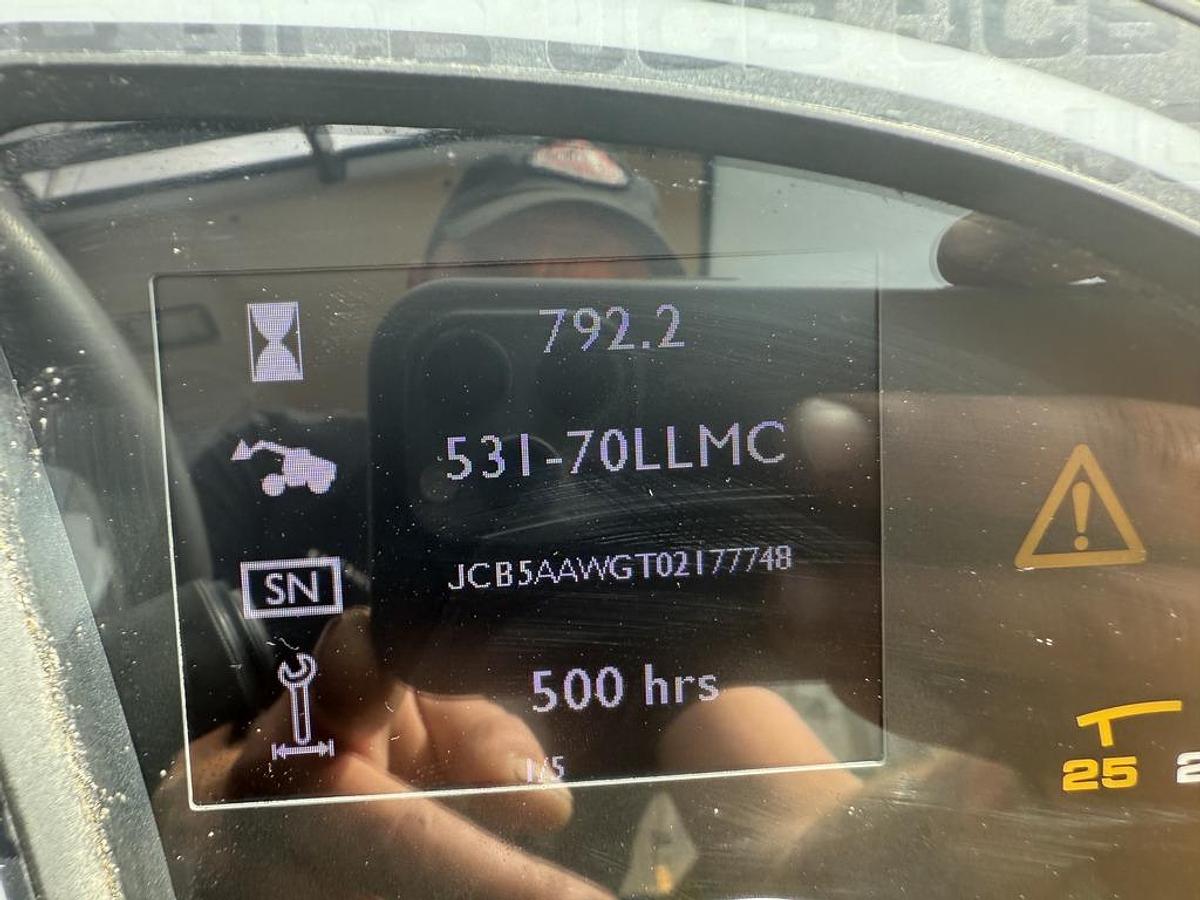 792.2
531-70LLMC
SN JCB5AAWGT02177748
500 hrs
1/5
25